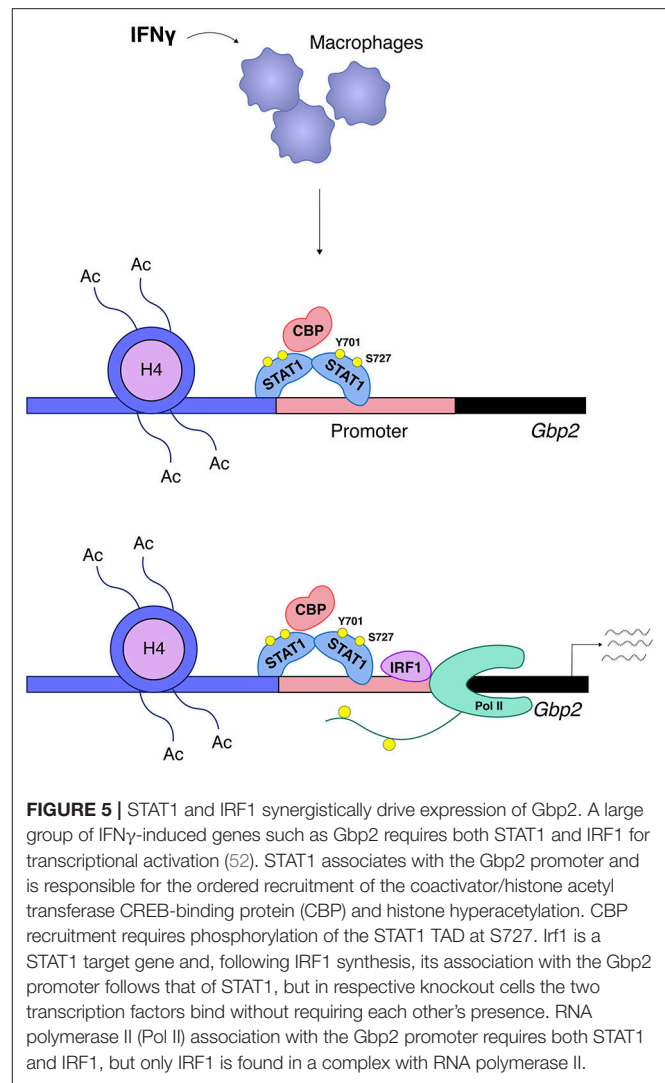 IFNγ
Macrophages
Ac
Ac
H4
Ac
Ac
CBP
Y701
S727
STAT1
STAT1
Promoter
Gbp2
Ac
Ac
H4
Ac
Ac
CBP
Y701
S727
STAT1
STAT1
IRF1
Pol II
Gbp2
FIGURE 5 | STAT1 and IRF1 synergistically drive expression of Gbp2. A large
group of IFNγ-induced genes such as Gbp2 requires both STAT1 and IRF1 for
transcriptional activation (52). STAT1 associates with the Gbp2 promoter and
is responsible for the ordered recruitment of the coactivator/histone acetyl
transferase CREB-binding protein (CBP) and histone hyperacetylation. CBP
recruitment requires phosphorylation of the STAT1 TAD at S727. Irf1 is a
STAT1 target gene and, following IRF1 synthesis, its association with the Gbp2
promoter follows that of STAT1, but in respective knockout cells the two
transcription factors bind without requiring each other's presence. RNA
polymerase II (Pol II) association with the Gbp2 promoter requires both STAT1
and IRF1, but only IRF1 is found in a complex with RNA polymerase II.